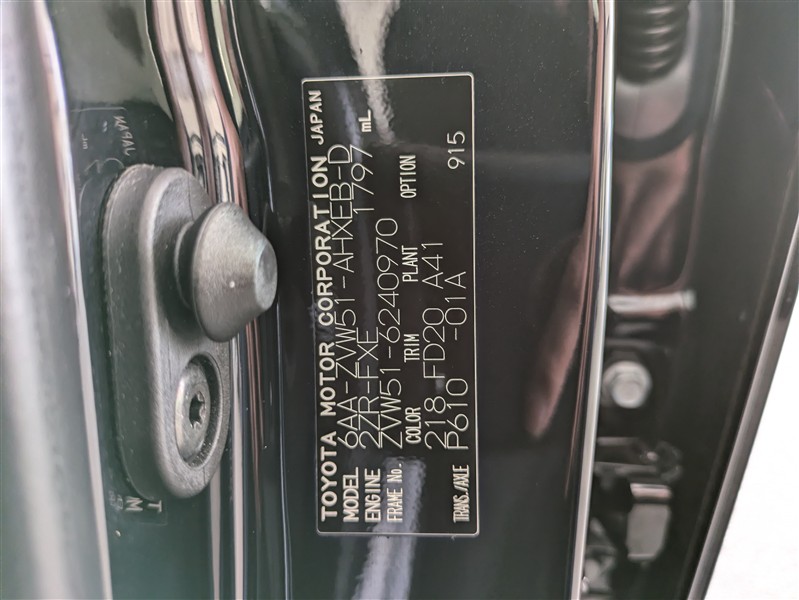 TOYOTA MOTOR CORPORATION JAPAN
MODEL 6AA-ZVW51-AHXEB-D
ENGINE 2ZR-FXE 1797 mL
FRAME No. ZVW51-6240970
COLOR TRIM PLANT OPTION
218 FD20 A41
TRANS./AXLE P610 -01A 915